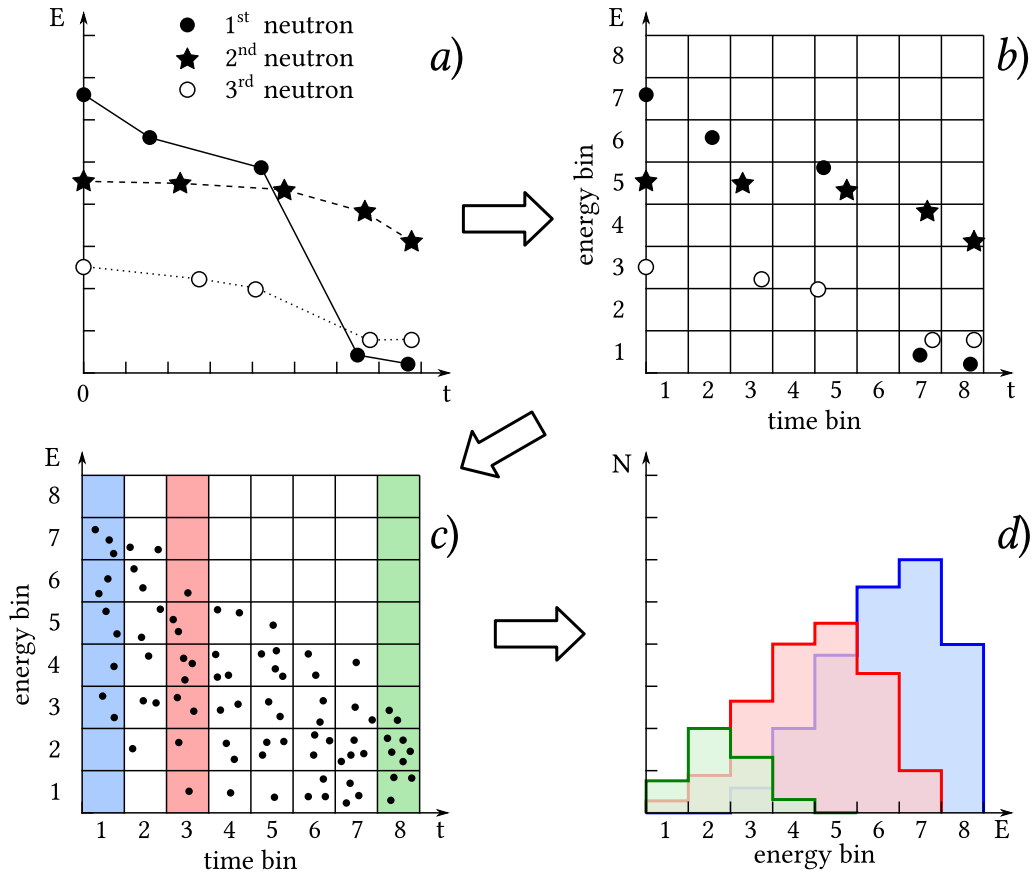 E
1st neutron
2nd neutron
3rd neutron
a)
0
t
E
b)
energy bin
8
7
6
5
4
3
2
1
1 2 3 4 5 6 7 8 t
time bin
E
c)
energy bin
8
7
6
5
4
3
2
1
1 2 3 4 5 6 7 8 t
time bin
N
d)
1 2 3 4 5 6 7 8 E
energy bin